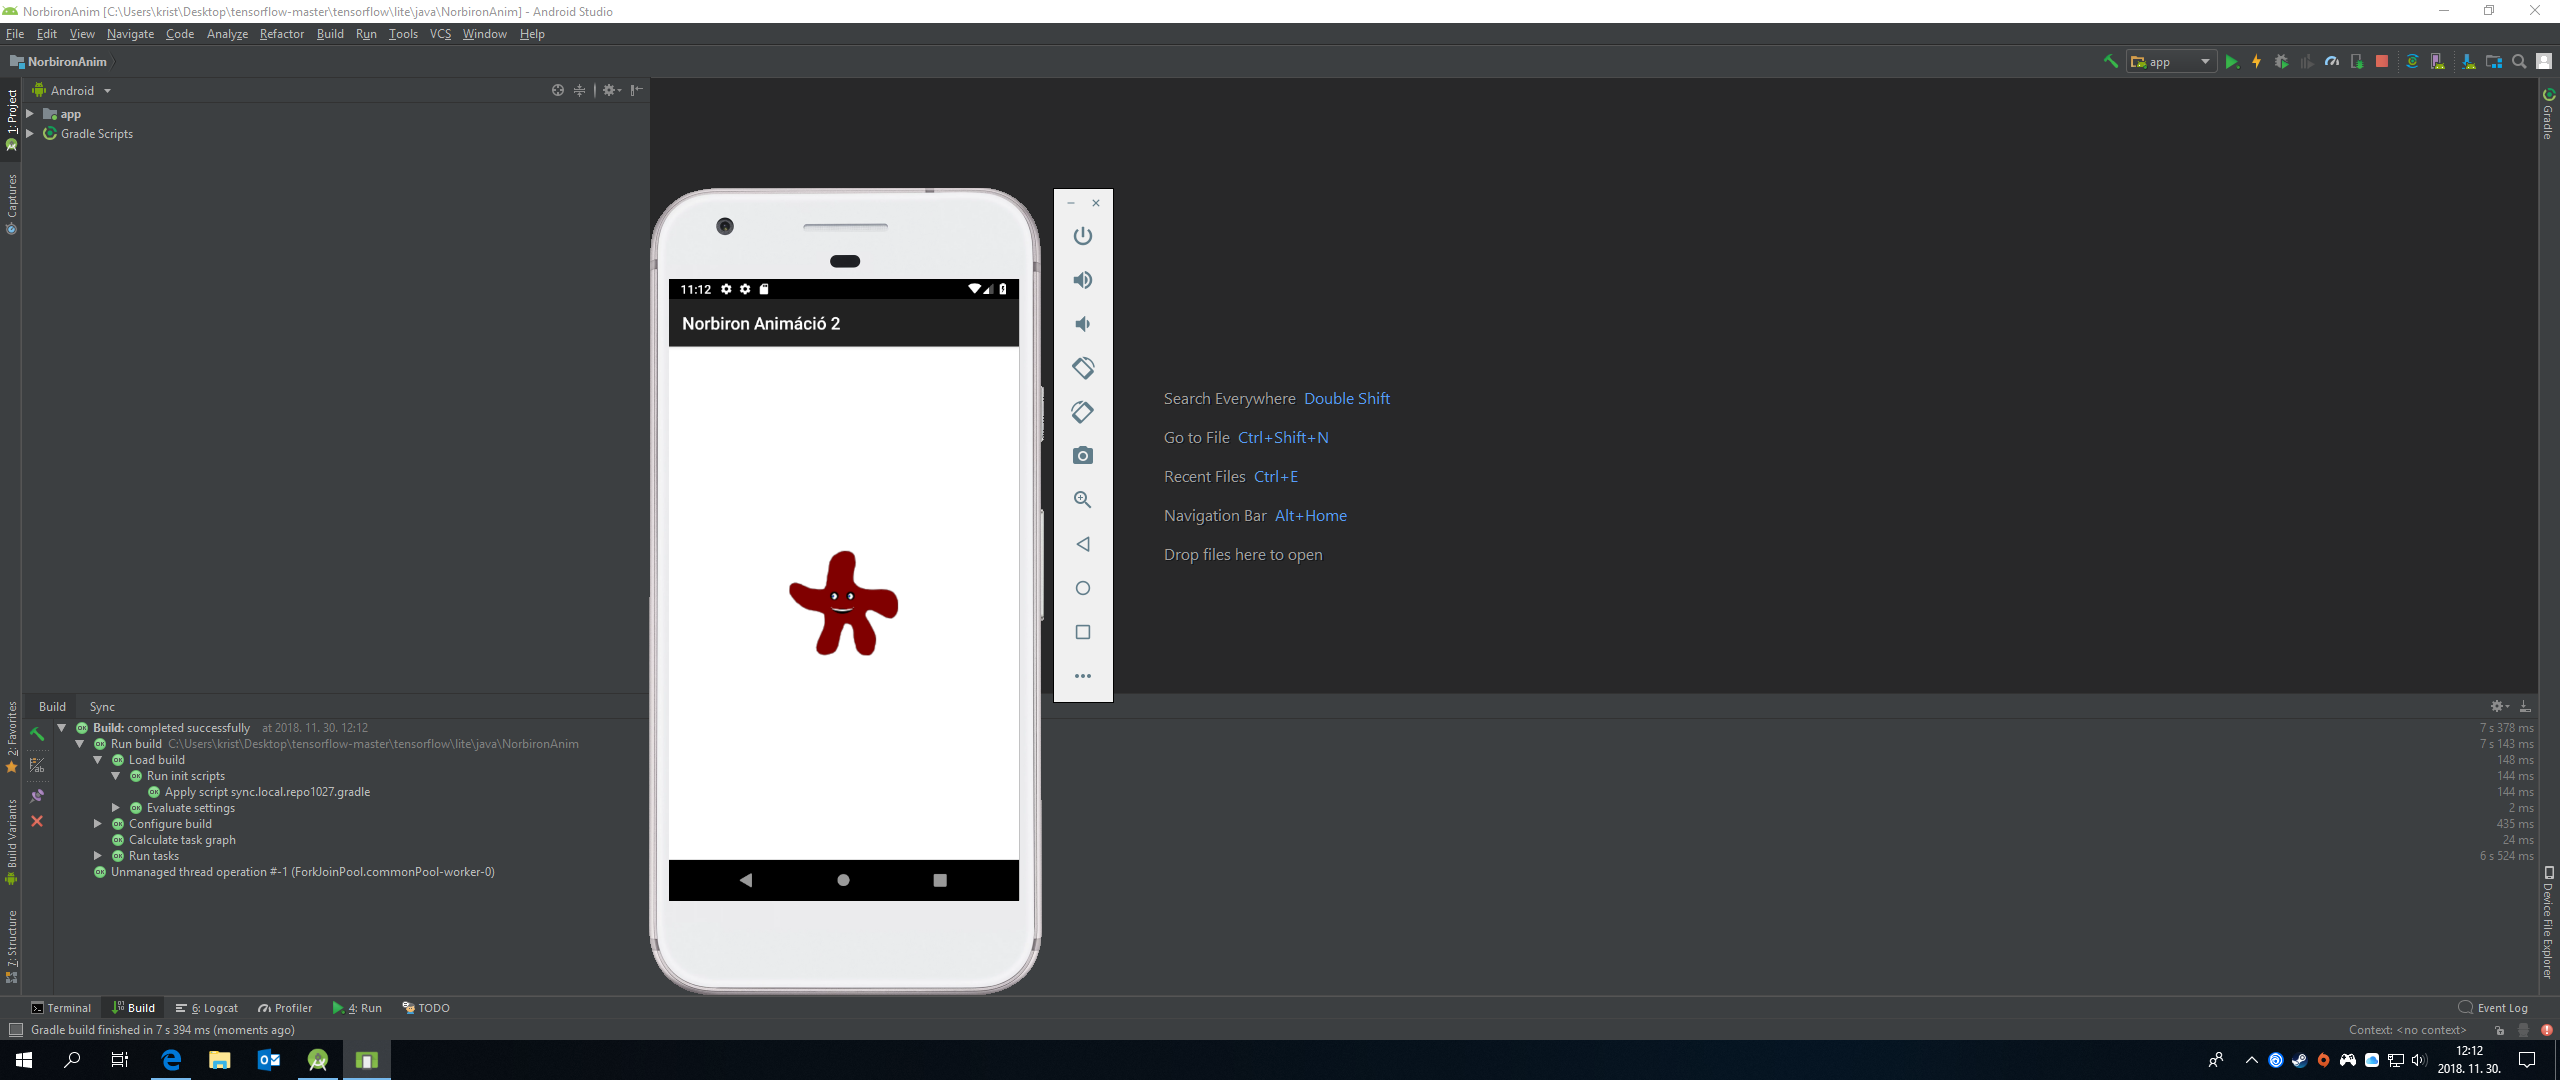 NorbironAnim [C:\Users\krist\Desktop\tensorflow-master\tensorflow\lite\java\NorbironAnim] - Android Studio
File Edit View Navigate Code Analyze Refactor Build Run Tools VCS Window Help
NorbironAnim
app
Android
app
Gradle Scripts
1: Project
Captures
2: Favorites
Build Variants
7: Structure
Gradle
Device File Explorer
11:12
Norbiron Animáció 2
Search Everywhere Double Shift
Go to File Ctrl+Shift+N
Recent Files Ctrl+E
Navigation Bar Alt+Home
Drop files here to open
Build Sync
Build: completed successfully at 2018. 11. 30. 12:12 7 s 378 ms
Run build C:\Users\krist\Desktop\tensorflow-master\tensorflow\lite\java\NorbironAnim 7 s 143 ms
Load build 148 ms
Run init scripts 144 ms
Apply script sync.local.repo1027.gradle 144 ms
Evaluate settings 2 ms
Configure build 435 ms
Calculate task graph 24 ms
Run tasks 6 s 524 ms
Unmanaged thread operation #-1 (ForkJoinPool.commonPool-worker-0)
Terminal Build 6: Logcat Profiler 4: Run TODO Event Log
Gradle build finished in 7 s 394 ms (moments ago) Context: <no context>
12:12
2018. 11. 30.